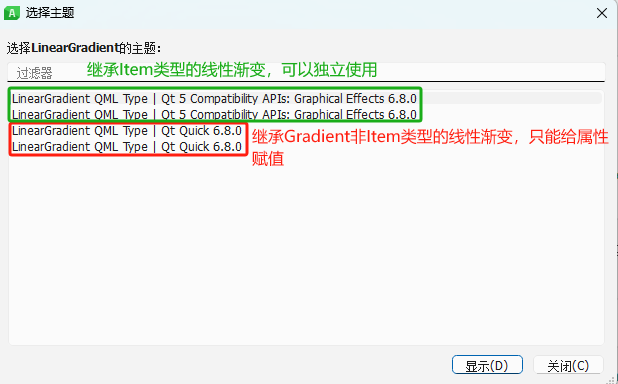 选择主题
选择LinearGradient的主题：
过滤器
继承Item类型的线性渐变，可以独立使用
LinearGradient QML Type | Qt 5 Compatibility APIs: Graphical Effects 6.8.0
LinearGradient QML Type | Qt 5 Compatibility APIs: Graphical Effects 6.8.0
LinearGradient QML Type | Qt Quick 6.8.0
LinearGradient QML Type | Qt Quick 6.8.0
继承Gradient非Item类型的线性渐变，只能给属性
赋值
显示(D)
关闭(C)